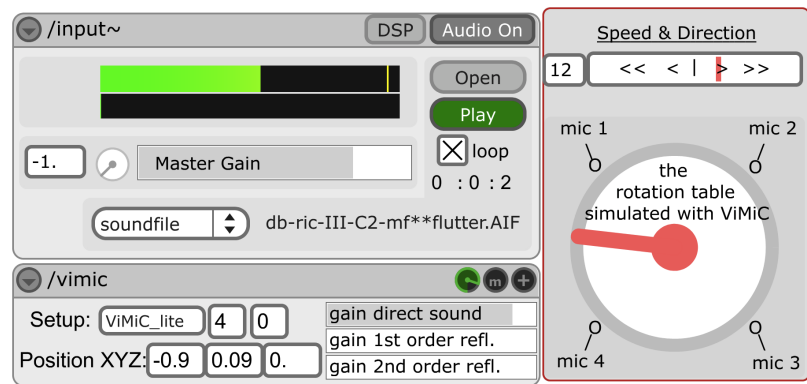 /input~
DSP
Audio On
Open
Play
-1.
Master Gain
loop
0 : 0 : 2
soundfile
db-ric-III-C2-mf**flutter.AIF
/vimic
m
+
Setup:
ViMiC_lite
4
0
Position XYZ:
-0.9
0.09
0.
gain direct sound
gain 1st order refl.
gain 2nd order refl.
Speed & Direction
12
<< < | > >>
mic 1
mic 2
the
rotation table
simulated with ViMiC
mic 4
mic 3